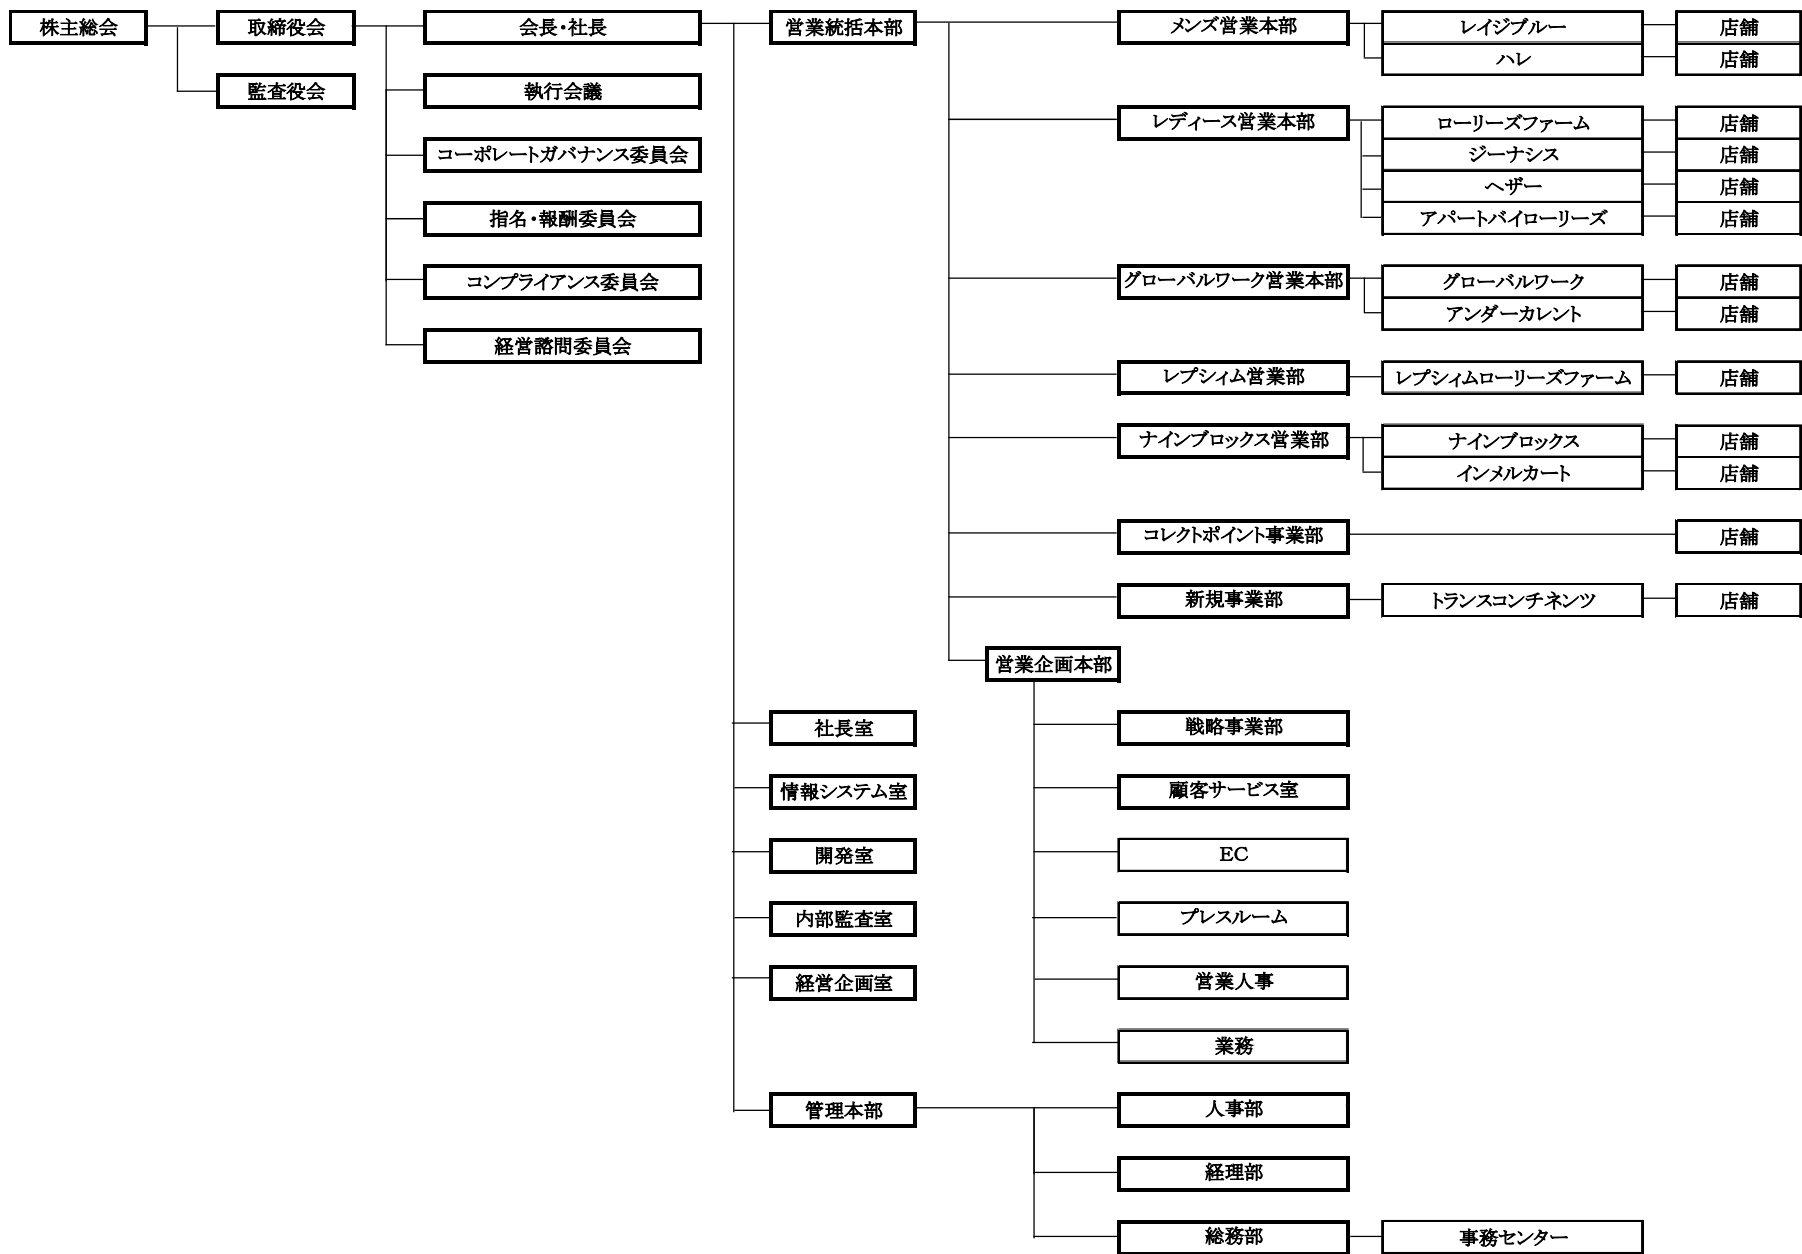 株主総会
取締役会
会長・社長
営業統括本部
メンズ営業本部
レイジブルー
店舗
ハレ
店舗
監査役会
執行会議
レディース営業本部
ローリーズファーム
店舗
コーポレートガバナンス委員会
ジーナシス
店舗
ヘザー
店舗
指名・報酬委員会
アパートバイローリーズ
店舗
コンプライアンス委員会
グローバルワーク営業本部
グローバルワーク
店舗
アンダーカレント
店舗
経営諮問委員会
レプシィム営業部
レプシィムローリーズファーム
店舗
ナインブロックス営業部
ナインブロックス
店舗
インメルカート
店舗
コレクトポイント事業部
店舗
新規事業部
トランスコンチネンツ
店舗
営業企画本部
社長室
戦略事業部
情報システム室
顧客サービス室
開発室
EC
内部監査室
プレスルーム
経営企画室
営業人事
業務
管理本部
人事部
経理部
総務部
事務センター